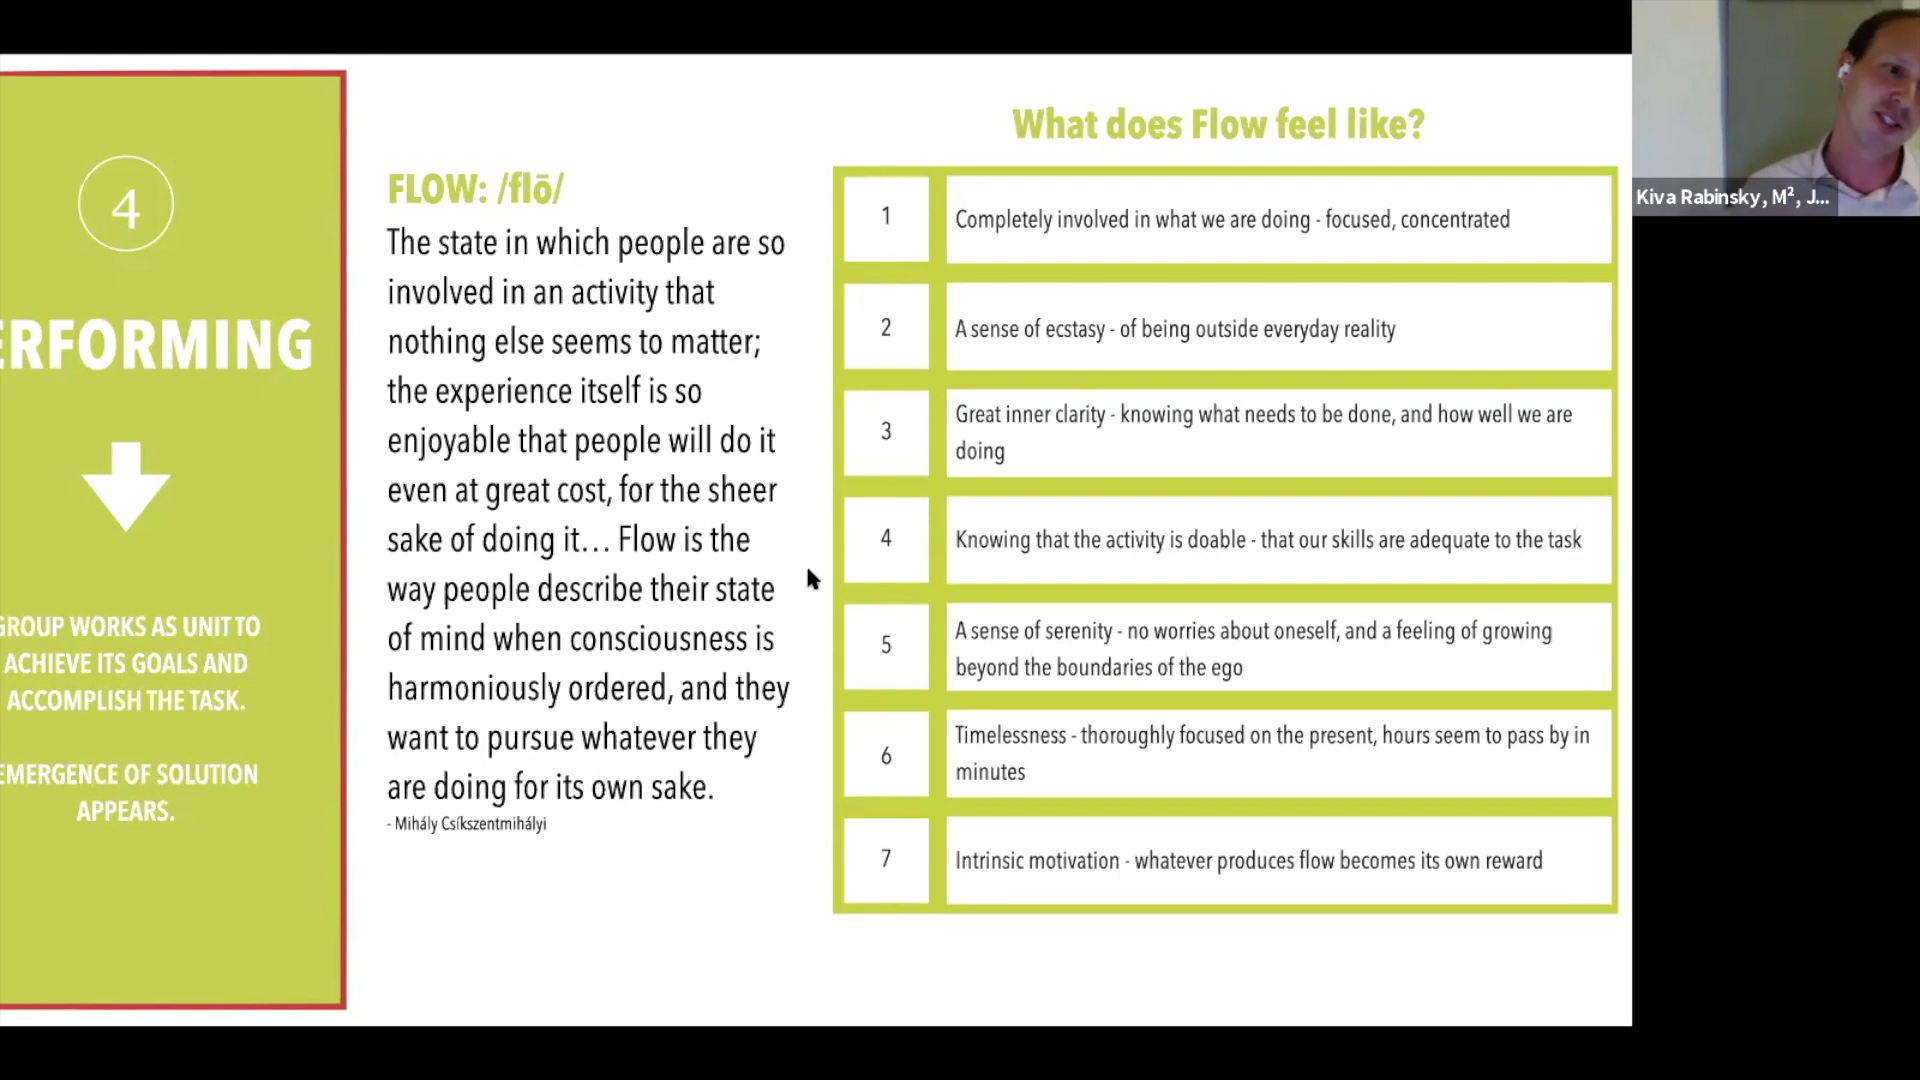 4
ERFORMING
GROUP WORKS AS UNIT TO
ACHIEVE ITS GOALS AND
ACCOMPLISH THE TASK.
EMERGENCE OF SOLUTION
APPEARS.
FLOW: /flō/
The state in which people are so
involved in an activity that
nothing else seems to matter;
the experience itself is so
enjoyable that people will do it
even at great cost, for the sheer
sake of doing it... Flow is the
way people describe their state
of mind when consciousness is
harmoniously ordered, and they
want to pursue whatever they
are doing for its own sake.
- Mihály Csíkszentmihályi
What does Flow feel like?
1 Completely involved in what we are doing - focused, concentrated
2 A sense of ecstasy - of being outside everyday reality
3 Great inner clarity - knowing what needs to be done, and how well we are
doing
4 Knowing that the activity is doable - that our skills are adequate to the task
5 A sense of serenity - no worries about oneself, and a feeling of growing
beyond the boundaries of the ego
6 Timelessness - thoroughly focused on the present, hours seem to pass by in
minutes
7 Intrinsic motivation - whatever produces flow becomes its own reward
Kiva Rabinsky, M², J...